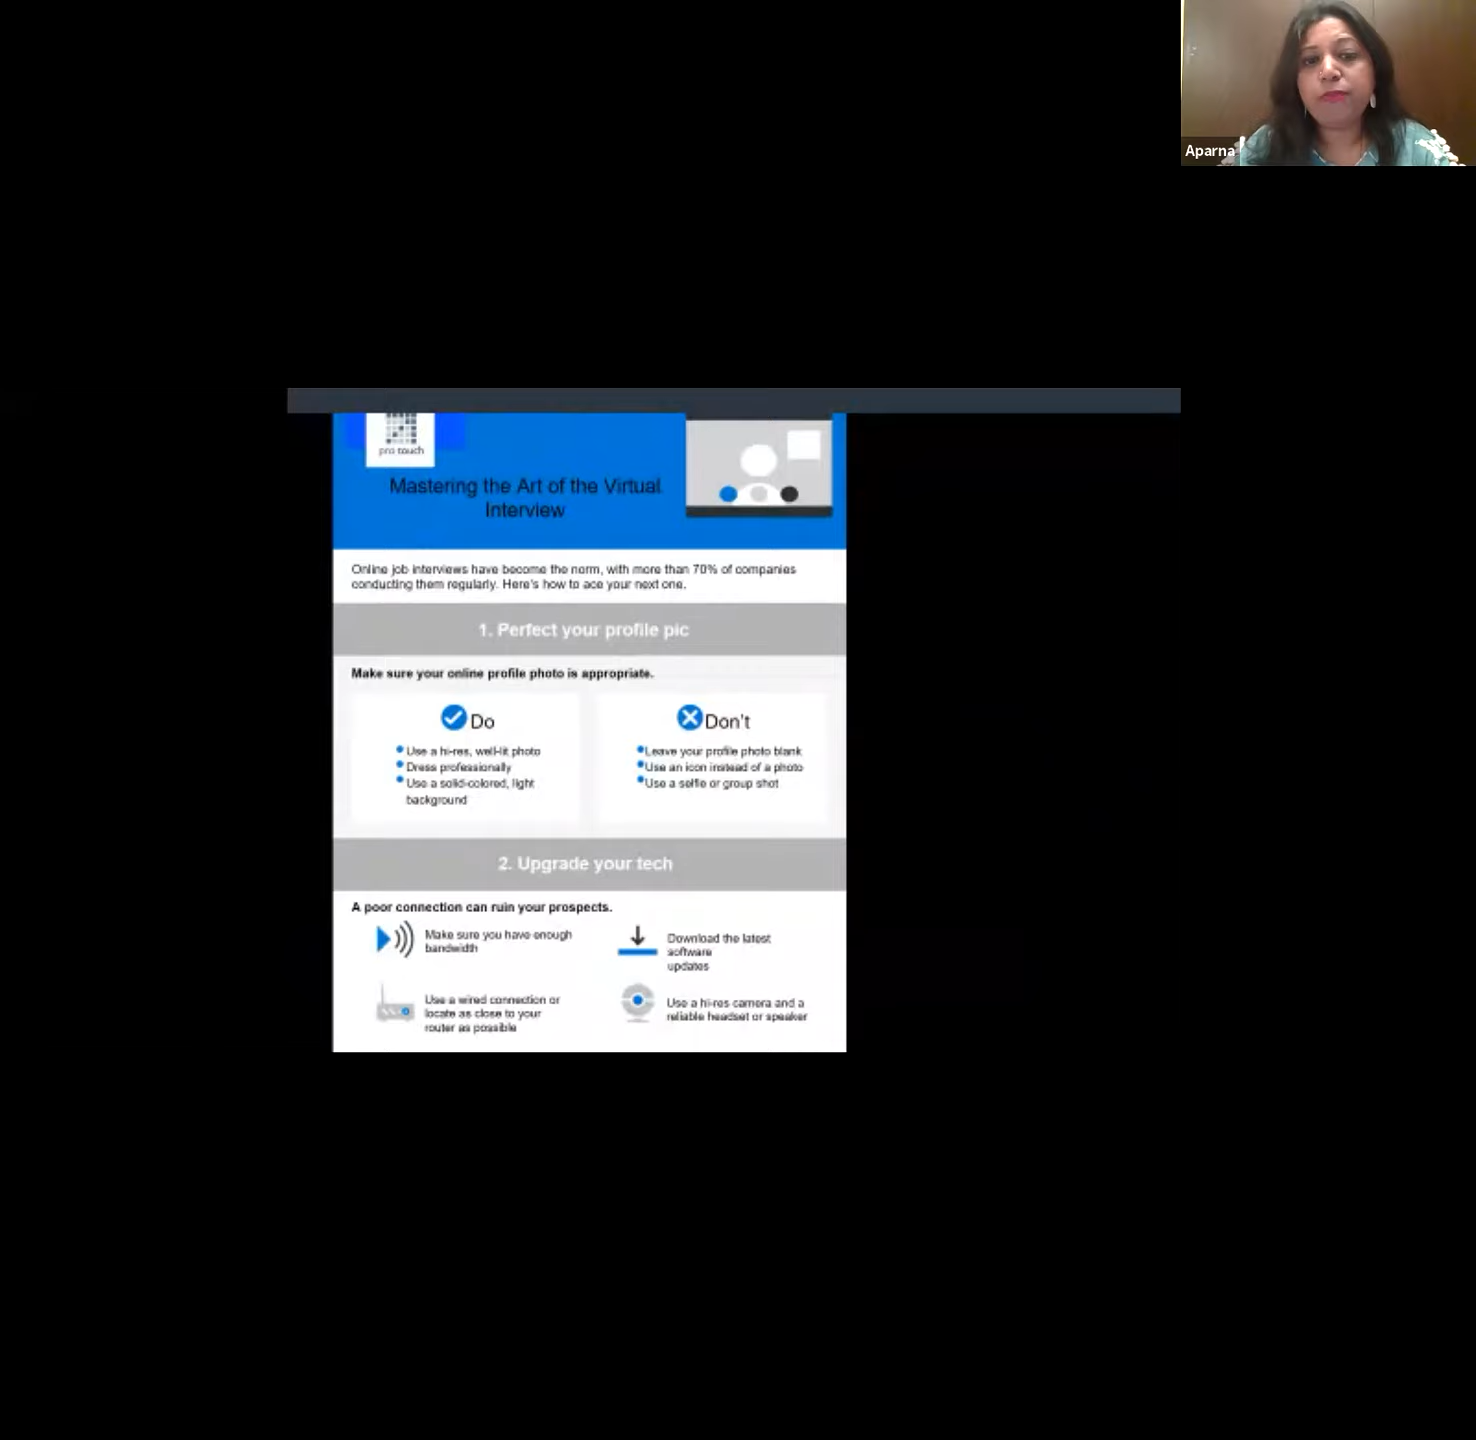 Aparna
pro touch
Mastering the Art of the Virtual
Interview
Online job interviews have become the norm, with more than 70% of companies
conducting them regularly. Here's how to ace your next one.
1. Perfect your profile pic
Make sure your online profile photo is appropriate.
Do
Use a hi-res, well-lit photo
Dress professionally
Use a solid-colored, light
background
Don't
Leave your profile photo blank
Use an icon instead of a photo
Use a selfie or group shot
2. Upgrade your tech
A poor connection can ruin your prospects.
Make sure you have enough
bandwidth
Download the latest
software
updates
Use a wired connection or
locate as close to your
router as possible
Use a hi-res camera and a
reliable headset or speaker